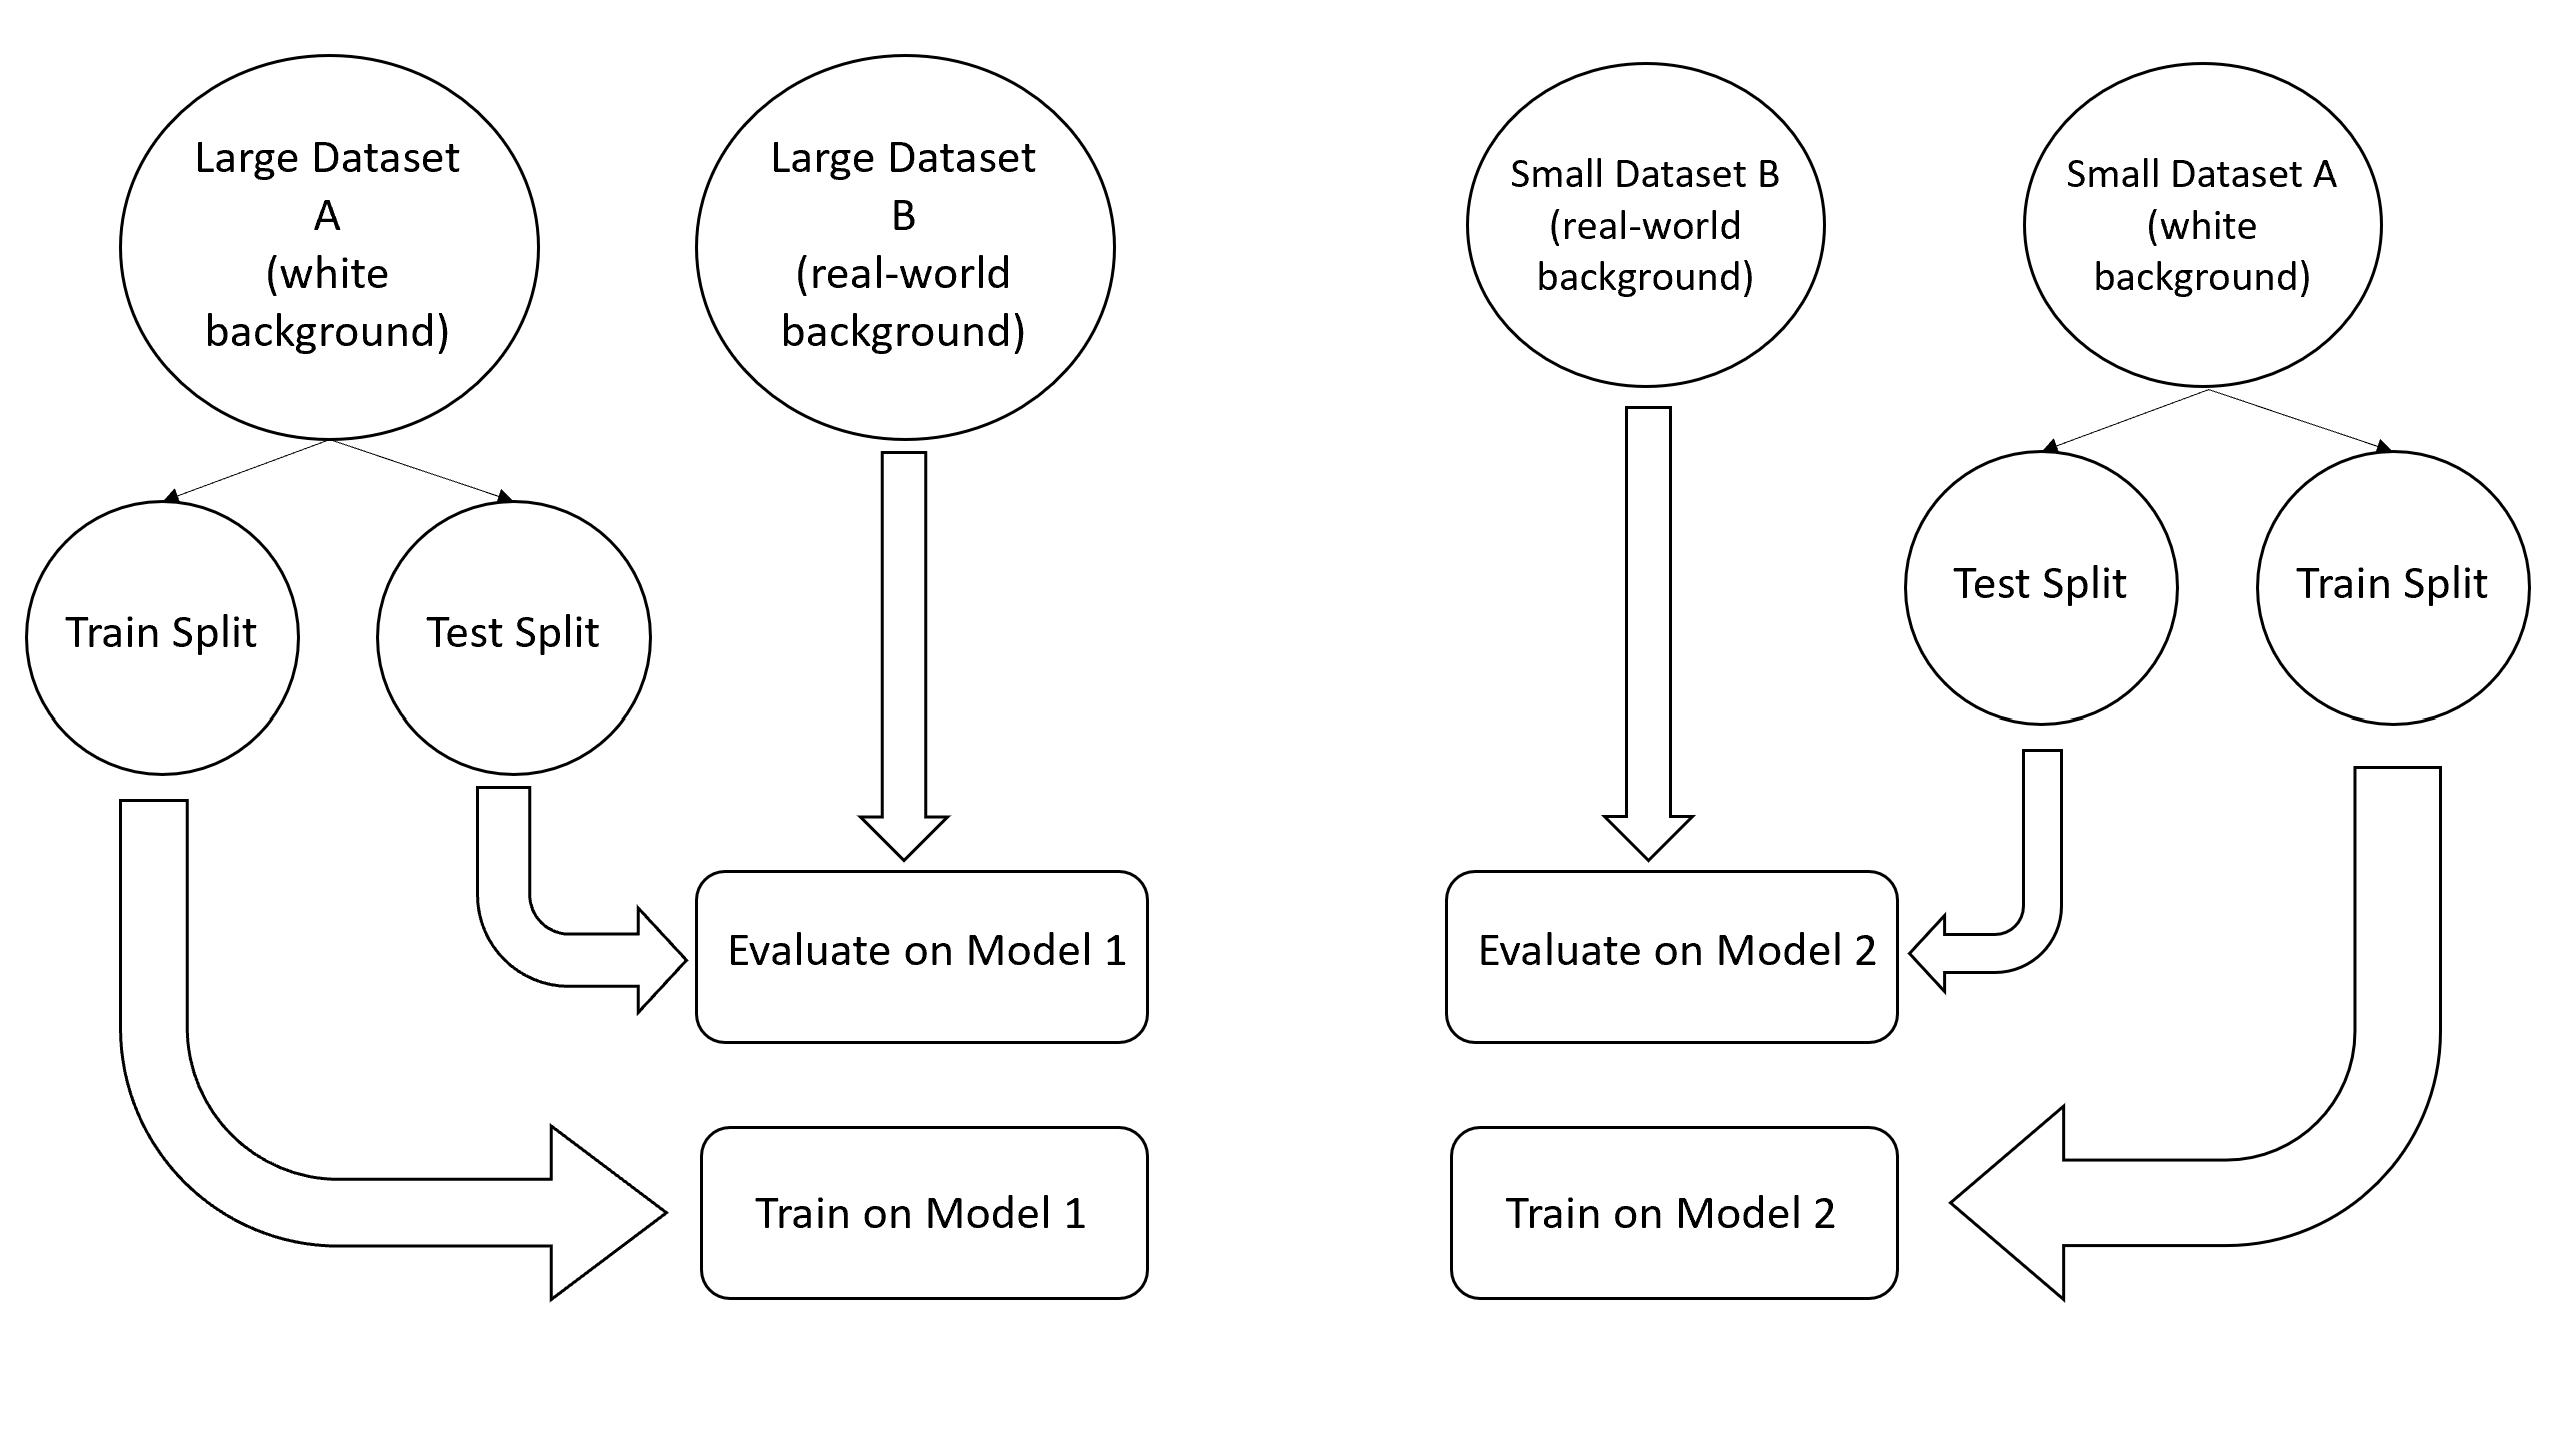 Large Dataset
A
(white
background)
Large Dataset
B
(real-world
background)
Small Dataset B
(real-world
background)
Small Dataset A
(white
background)
Train Split
Test Split
Test Split
Train Split
Evaluate on Model 1
Evaluate on Model 2
Train on Model 1
Train on Model 2